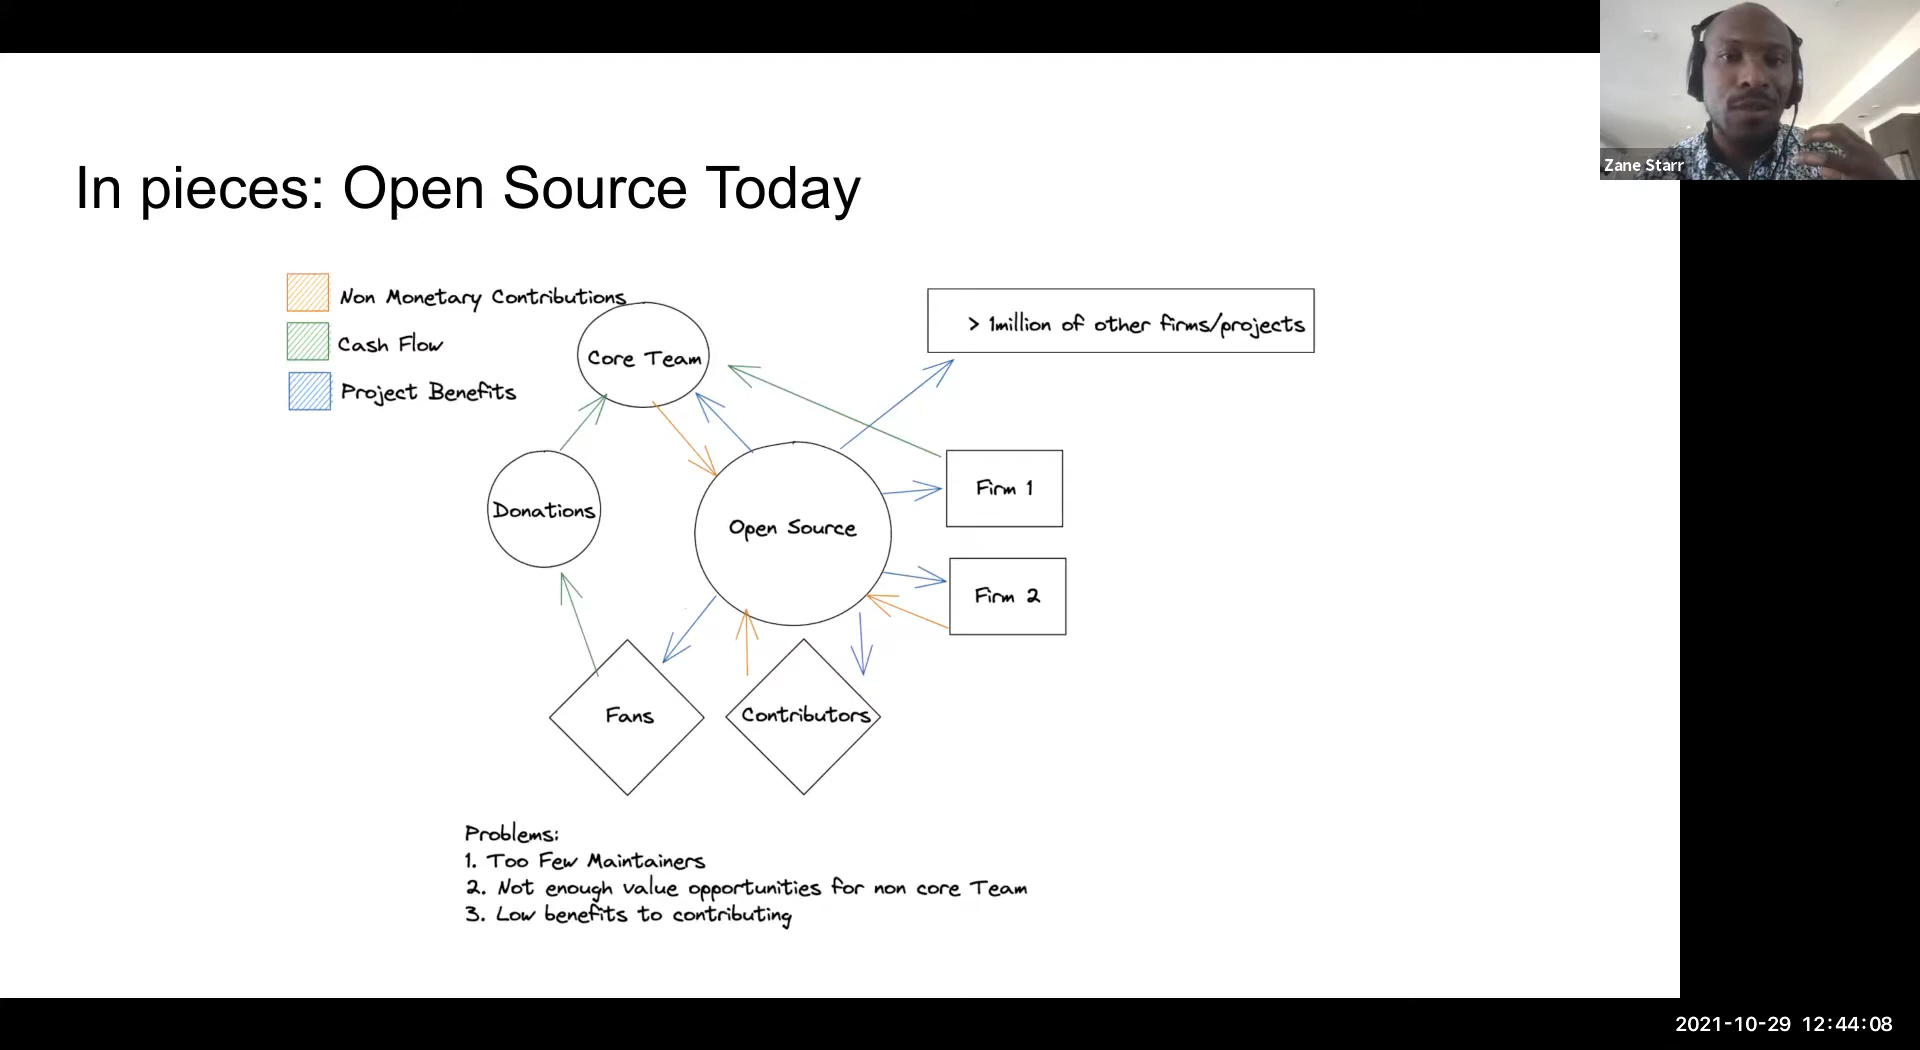 Zane Starr
In pieces: Open Source Today
Non Monetary Contributions
Cash Flow
Project Benefits
Core Team
> 1million of other firms/projects
Donations
Open Source
Firm 1
Firm 2
Fans
Contributors
Problems:
1. Too Few Maintainers
2. Not enough value opportunities for non core Team
3. Low benefits to contributing
2021-10-29 12:44:08